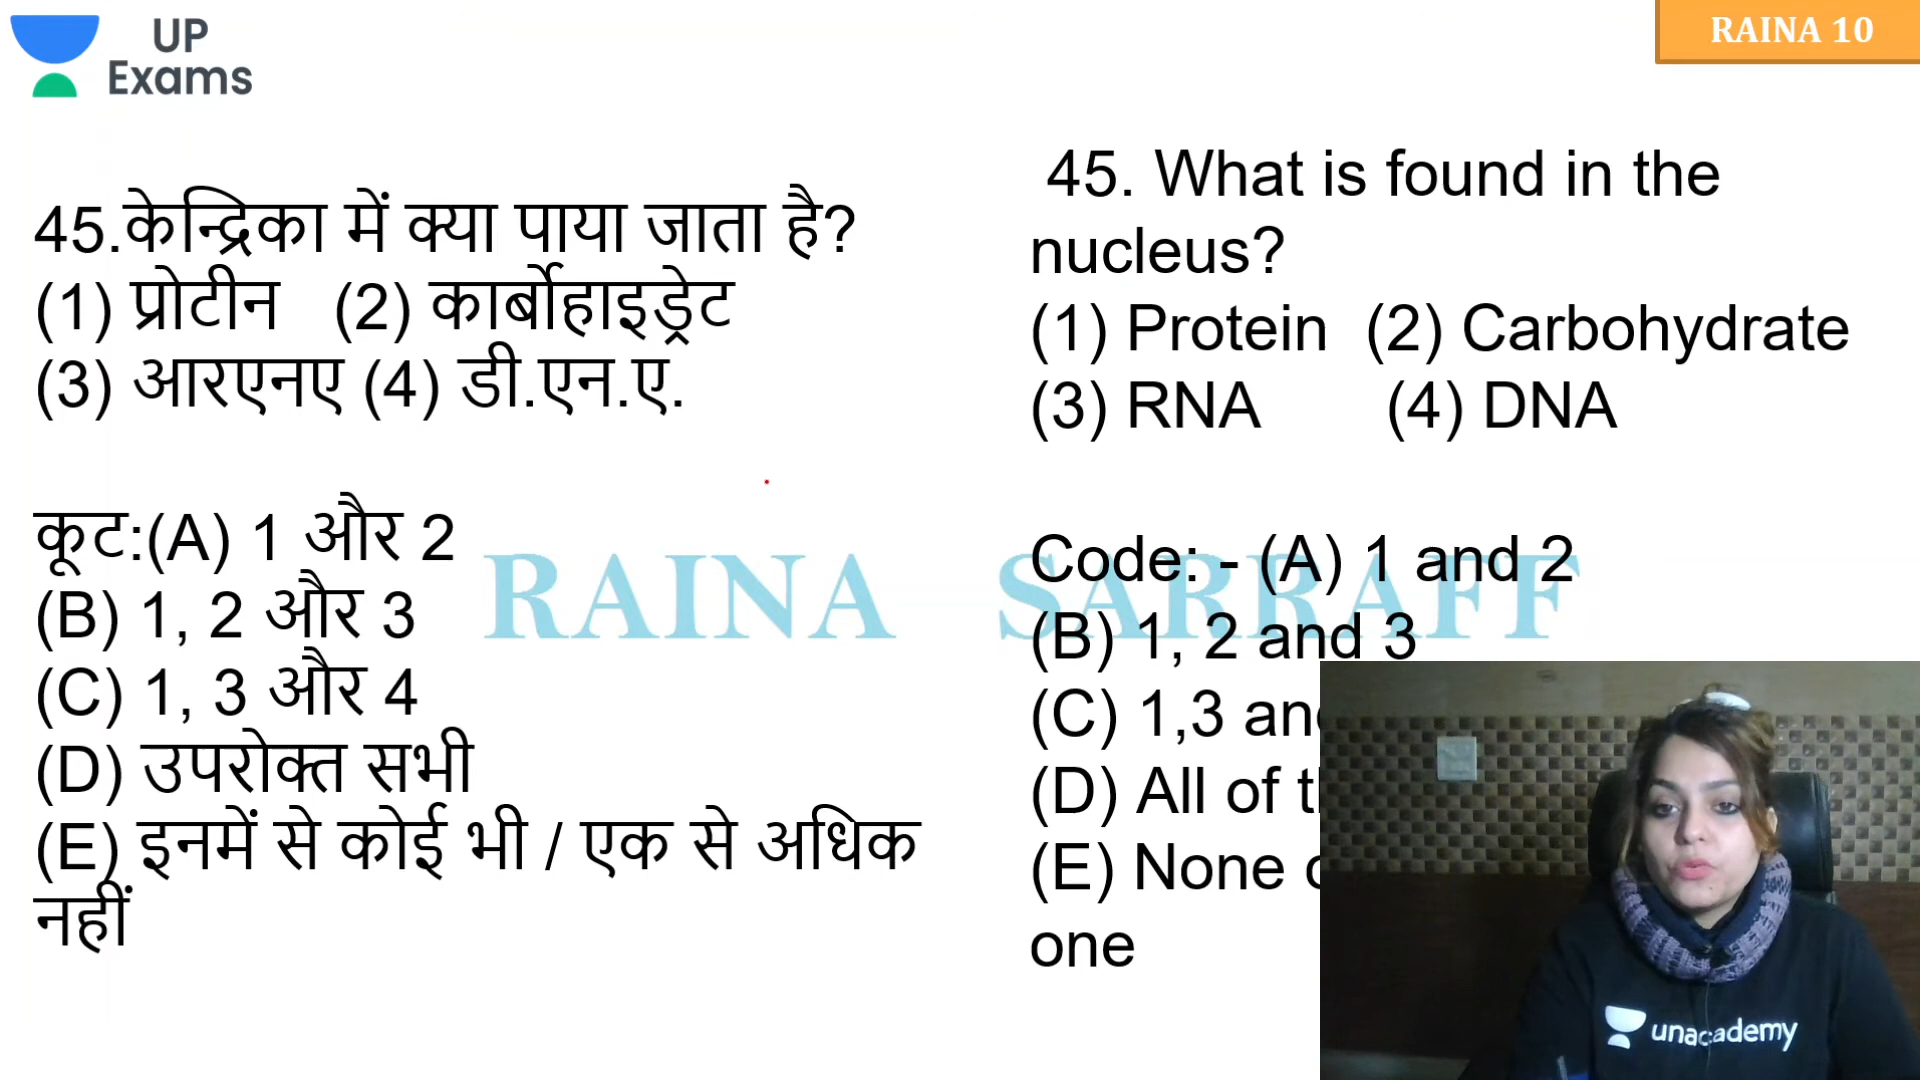 UP
Exams
RAINA 10
45.केन्द्रिका में क्या पाया जाता है?
(1) प्रोटीन (2) कार्बोहाइड्रेट
(3) आरएनए (4) डी.एन.ए.
कूट:(A) 1 और 2
(B) 1, 2 और 3
(C) 1, 3 और 4
(D) उपरोक्त सभी
(E) इनमें से कोई भी / एक से अधिक
नहीं
45. What is found in the
nucleus?
(1) Protein (2) Carbohydrate
(3) RNA (4) DNA
Code: - (A) 1 and 2
(B) 1, 2 and 3
(C) 1,3 an
(D) All of t
(E) None
one
RAINA SARRAFF
unacademy